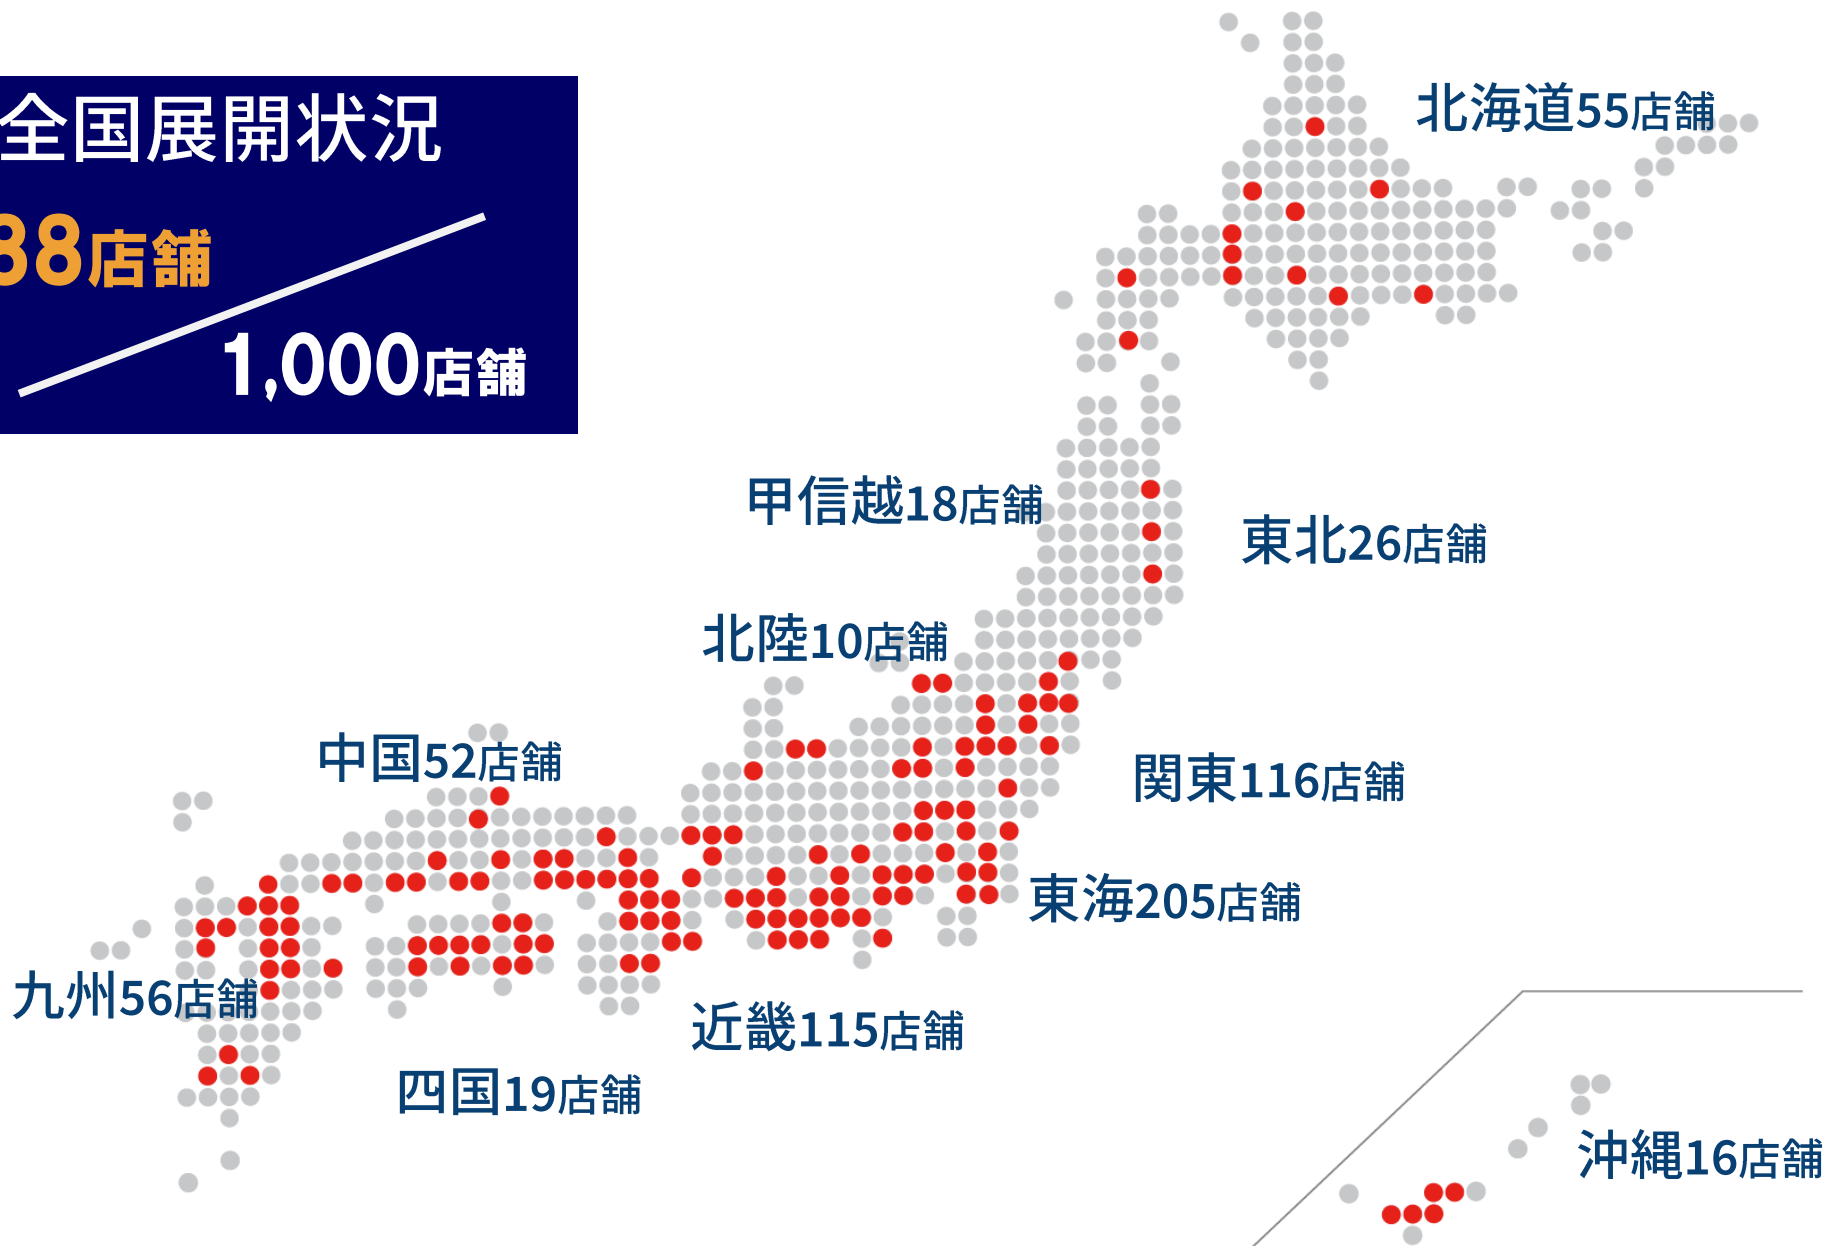 全国展開状況
88店舗
1,000店舗
北海道55店舗
甲信越18店舗
東北26店舗
北陸10店舗
中国52店舗
関東116店舗
東海205店舗
九州56店舗
近畿115店舗
四国19店舗
沖縄16店舗